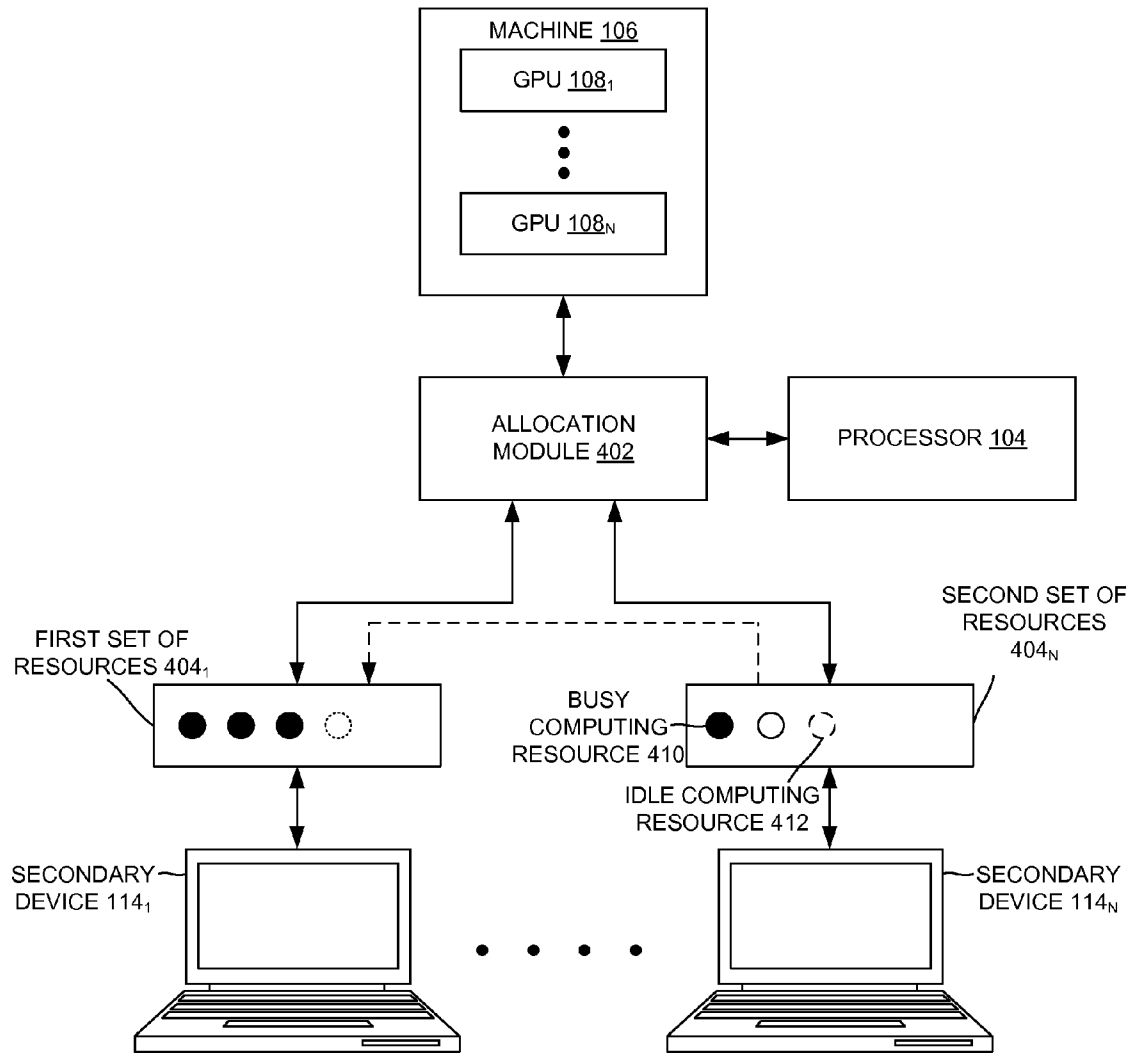 MACHINE 106
GPU 108₁
GPU 108ₙ
ALLOCATION
MODULE 402
PROCESSOR 104
FIRST SET OF
RESOURCES 404₁
SECOND SET OF
RESOURCES
404ₙ
BUSY
COMPUTING
RESOURCE 410
IDLE COMPUTING
RESOURCE 412
SECONDARY
DEVICE 114₁
SECONDARY
DEVICE 114ₙ